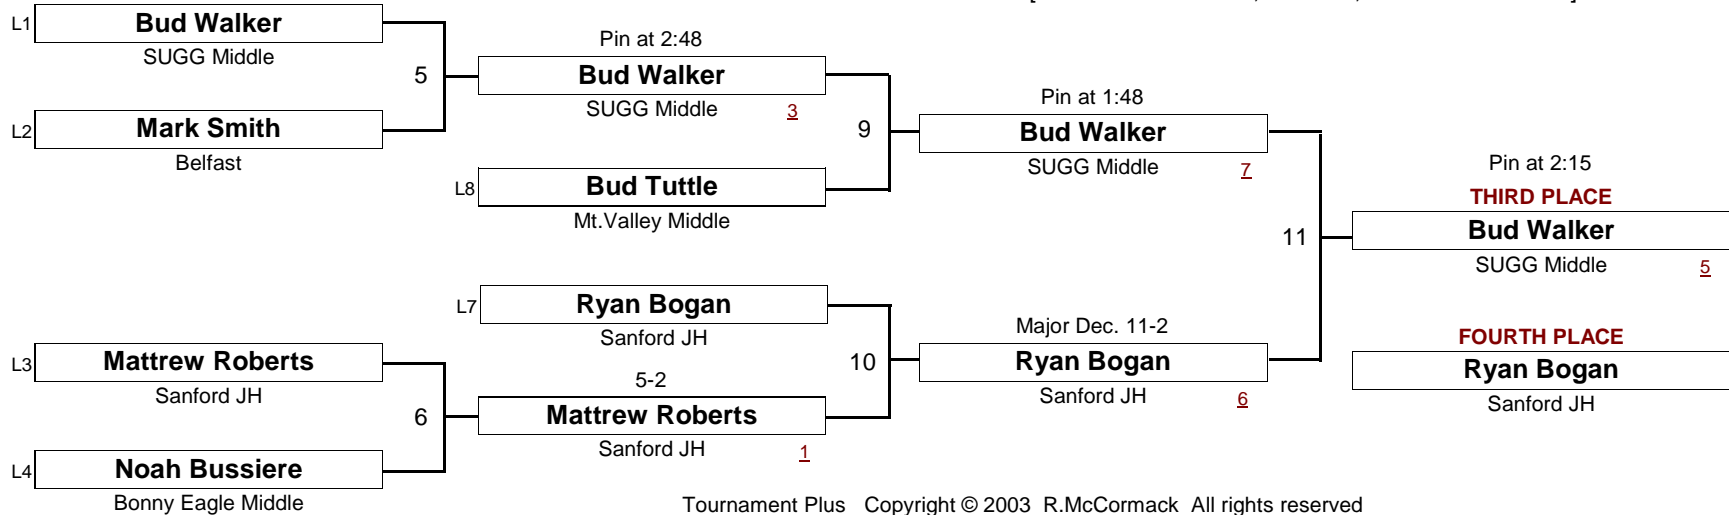 L1 Bud Walker
SUGG Middle
5
L2 Mark Smith
Belfast
Pin at 2:48
Bud Walker
SUGG Middle 3
9
L8 Bud Tuttle
Mt.Valley Middle
Pin at 1:48
Bud Walker
SUGG Middle 7
11
Pin at 2:15
THIRD PLACE
Bud Walker
SUGG Middle 5
L3 Mattrew Roberts
Sanford JH
6
L4 Noah Bussiere
Bonny Eagle Middle
L7 Ryan Bogan
Sanford JH
10
5-2
Mattrew Roberts
Sanford JH 1
Major Dec. 11-2
Ryan Bogan
Sanford JH 6
FOURTH PLACE
Ryan Bogan
Sanford JH
Tournament Plus Copyright © 2003 R.McCormack All rights reserved